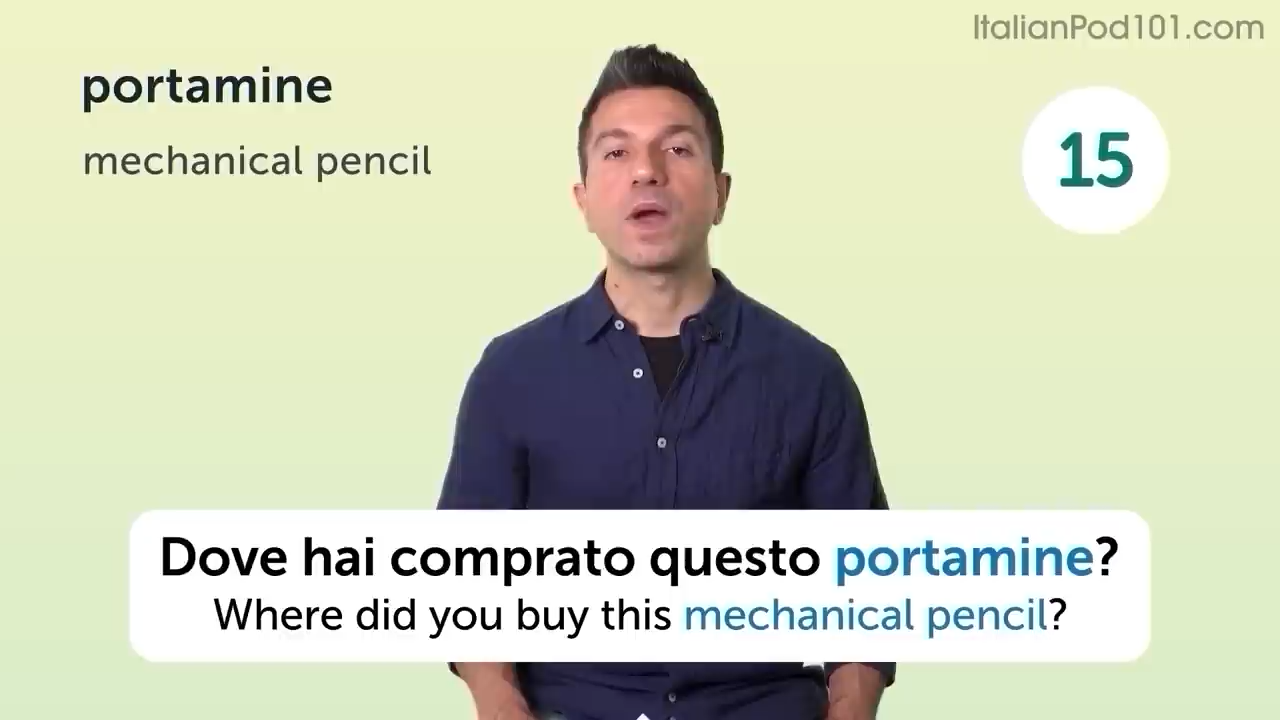 ItalianPod101.com
portamine
mechanical pencil
15
Dove hai comprato questo portamine?
Where did you buy this mechanical pencil?